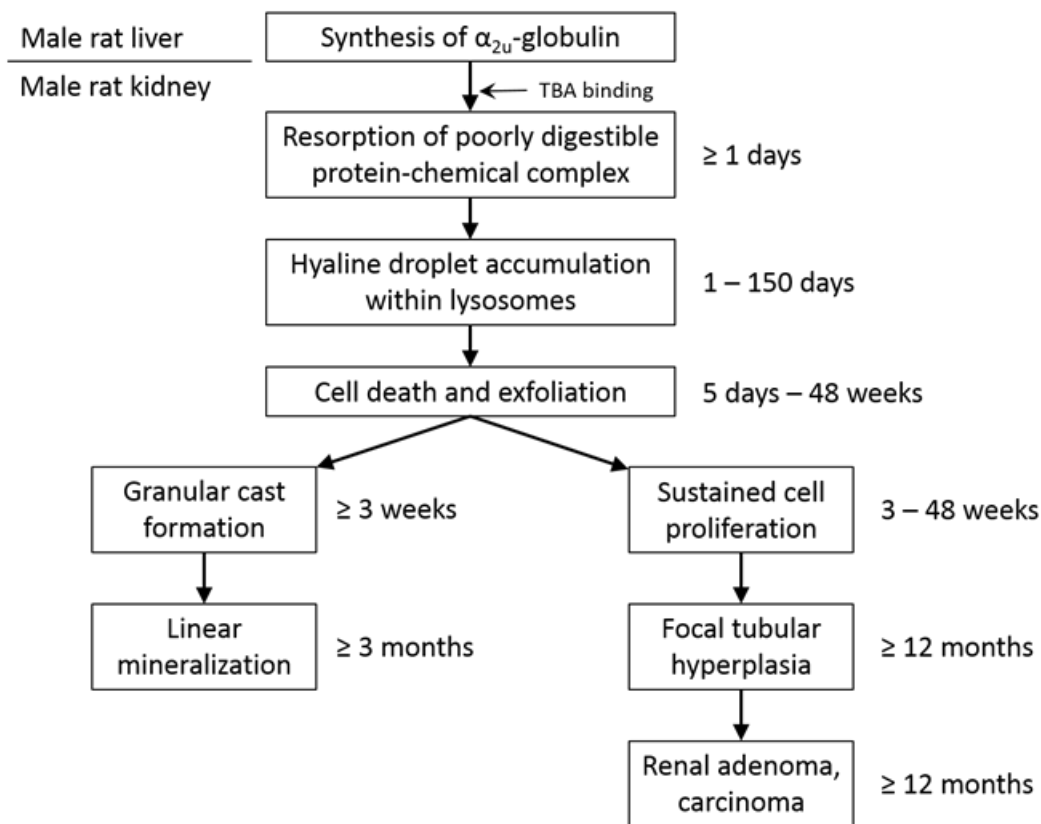 Male rat liver
Male rat kidney
Synthesis of α₂ᵤ-globulin
TBA binding
Resorption of poorly digestible
protein-chemical complex
≥ 1 days
Hyaline droplet accumulation
within lysosomes
1 – 150 days
Cell death and exfoliation
5 days – 48 weeks
Granular cast
formation
≥ 3 weeks
Sustained cell
proliferation
3 – 48 weeks
Linear
mineralization
≥ 3 months
Focal tubular
hyperplasia
≥ 12 months
Renal adenoma,
carcinoma
≥ 12 months